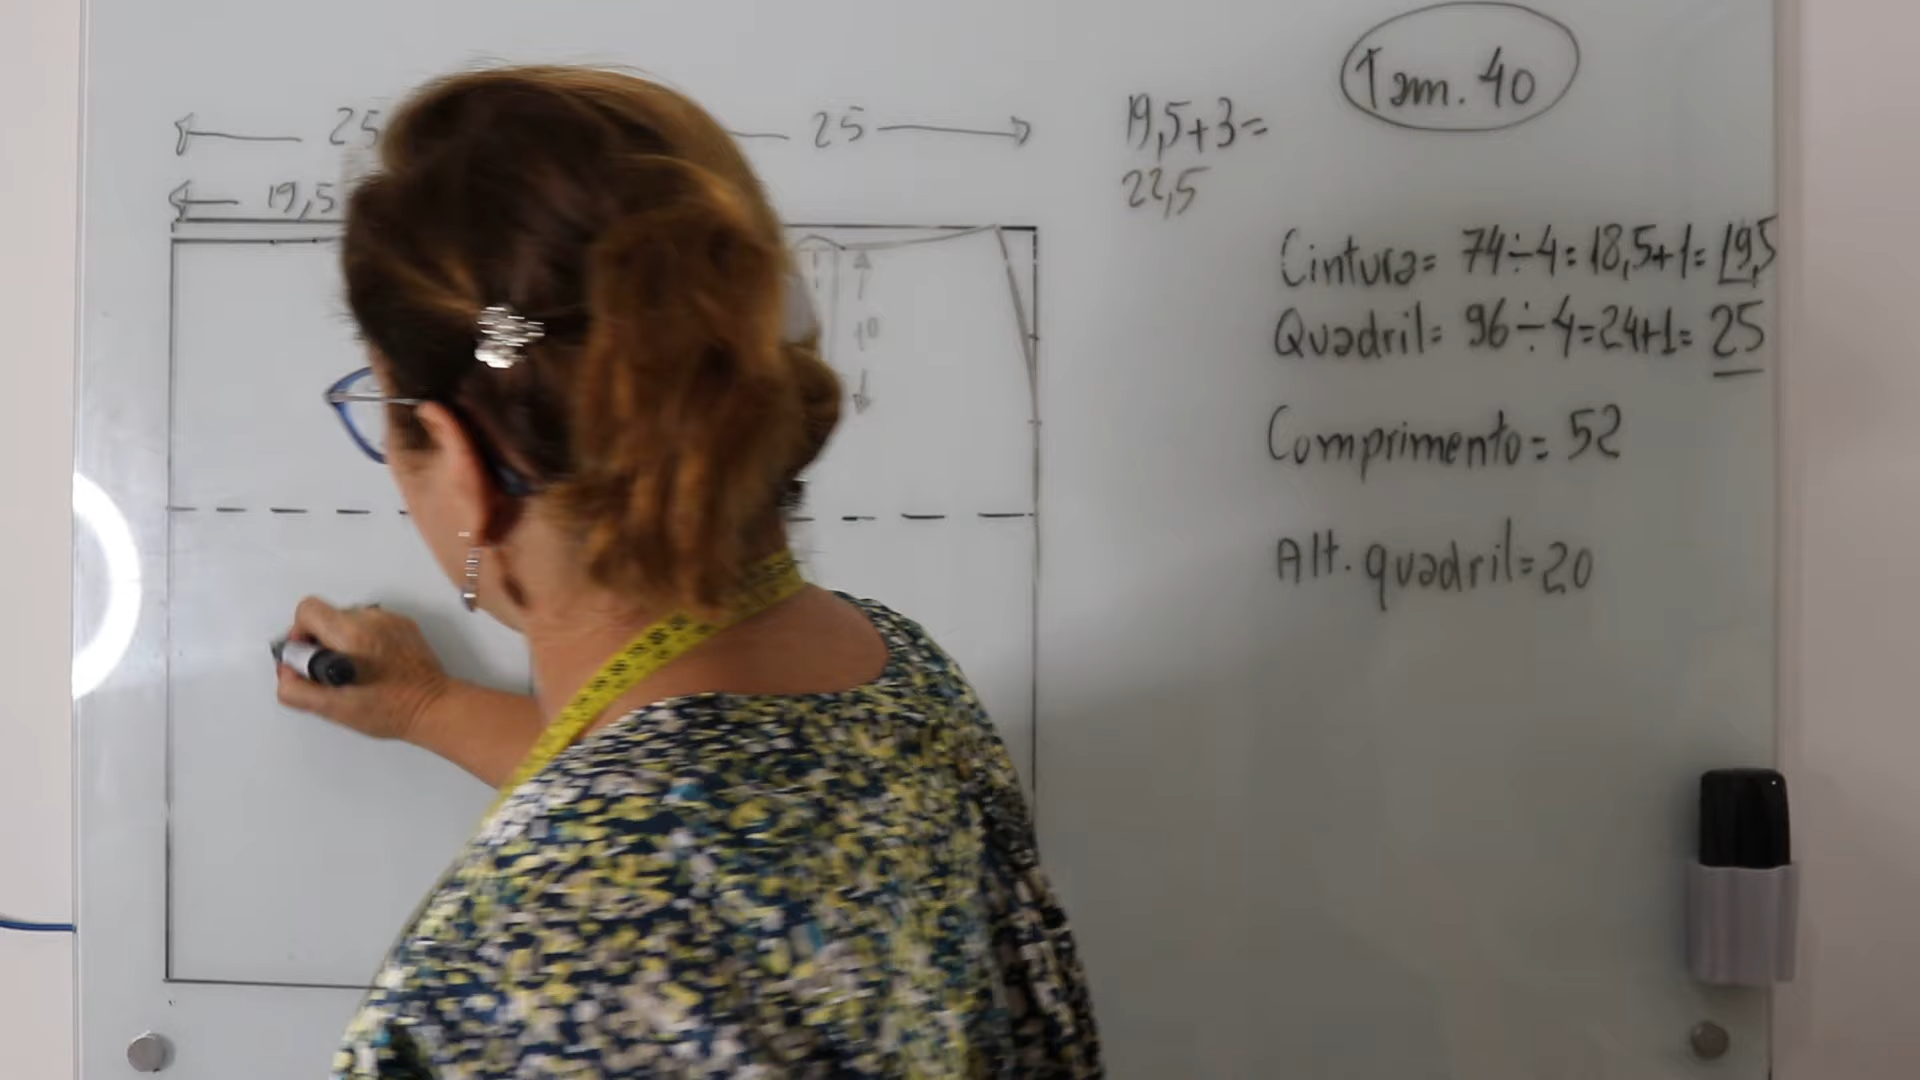 Tam. 40
25
25
19,5
19,5+3=
22,5
10
Cintura= 74÷4=18,5+1=19,5
Quadril= 96÷4=24+1=25
Comprimento=52
Alt. quadril=20